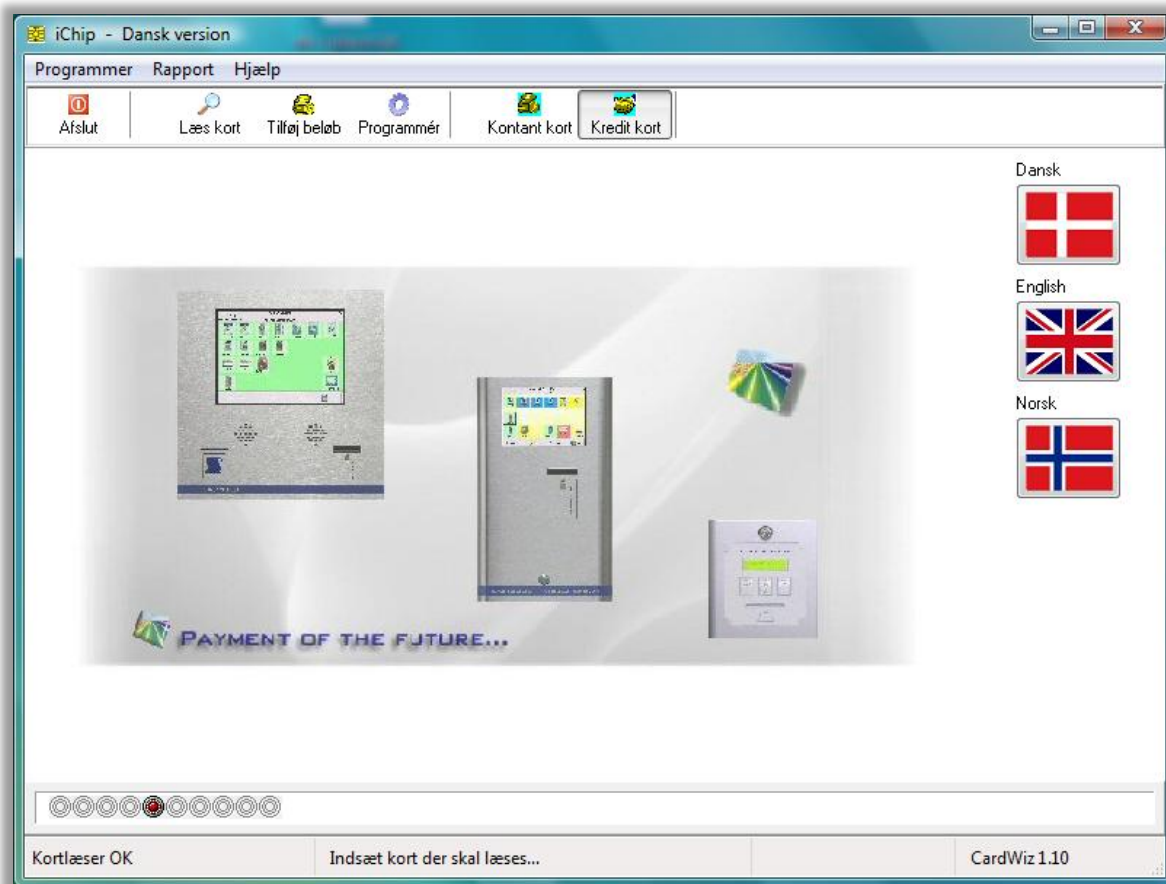 iChip - Dansk version
Programmer Rapport Hjælp
Afslut Læs kort Tilføj beløb Programmér Kontant kort Kredit kort
Dansk
English
Norsk
PAYMENT OF THE FUTURE...
Kortlæser OK Indsæt kort der skal læses... CardWiz 1.10